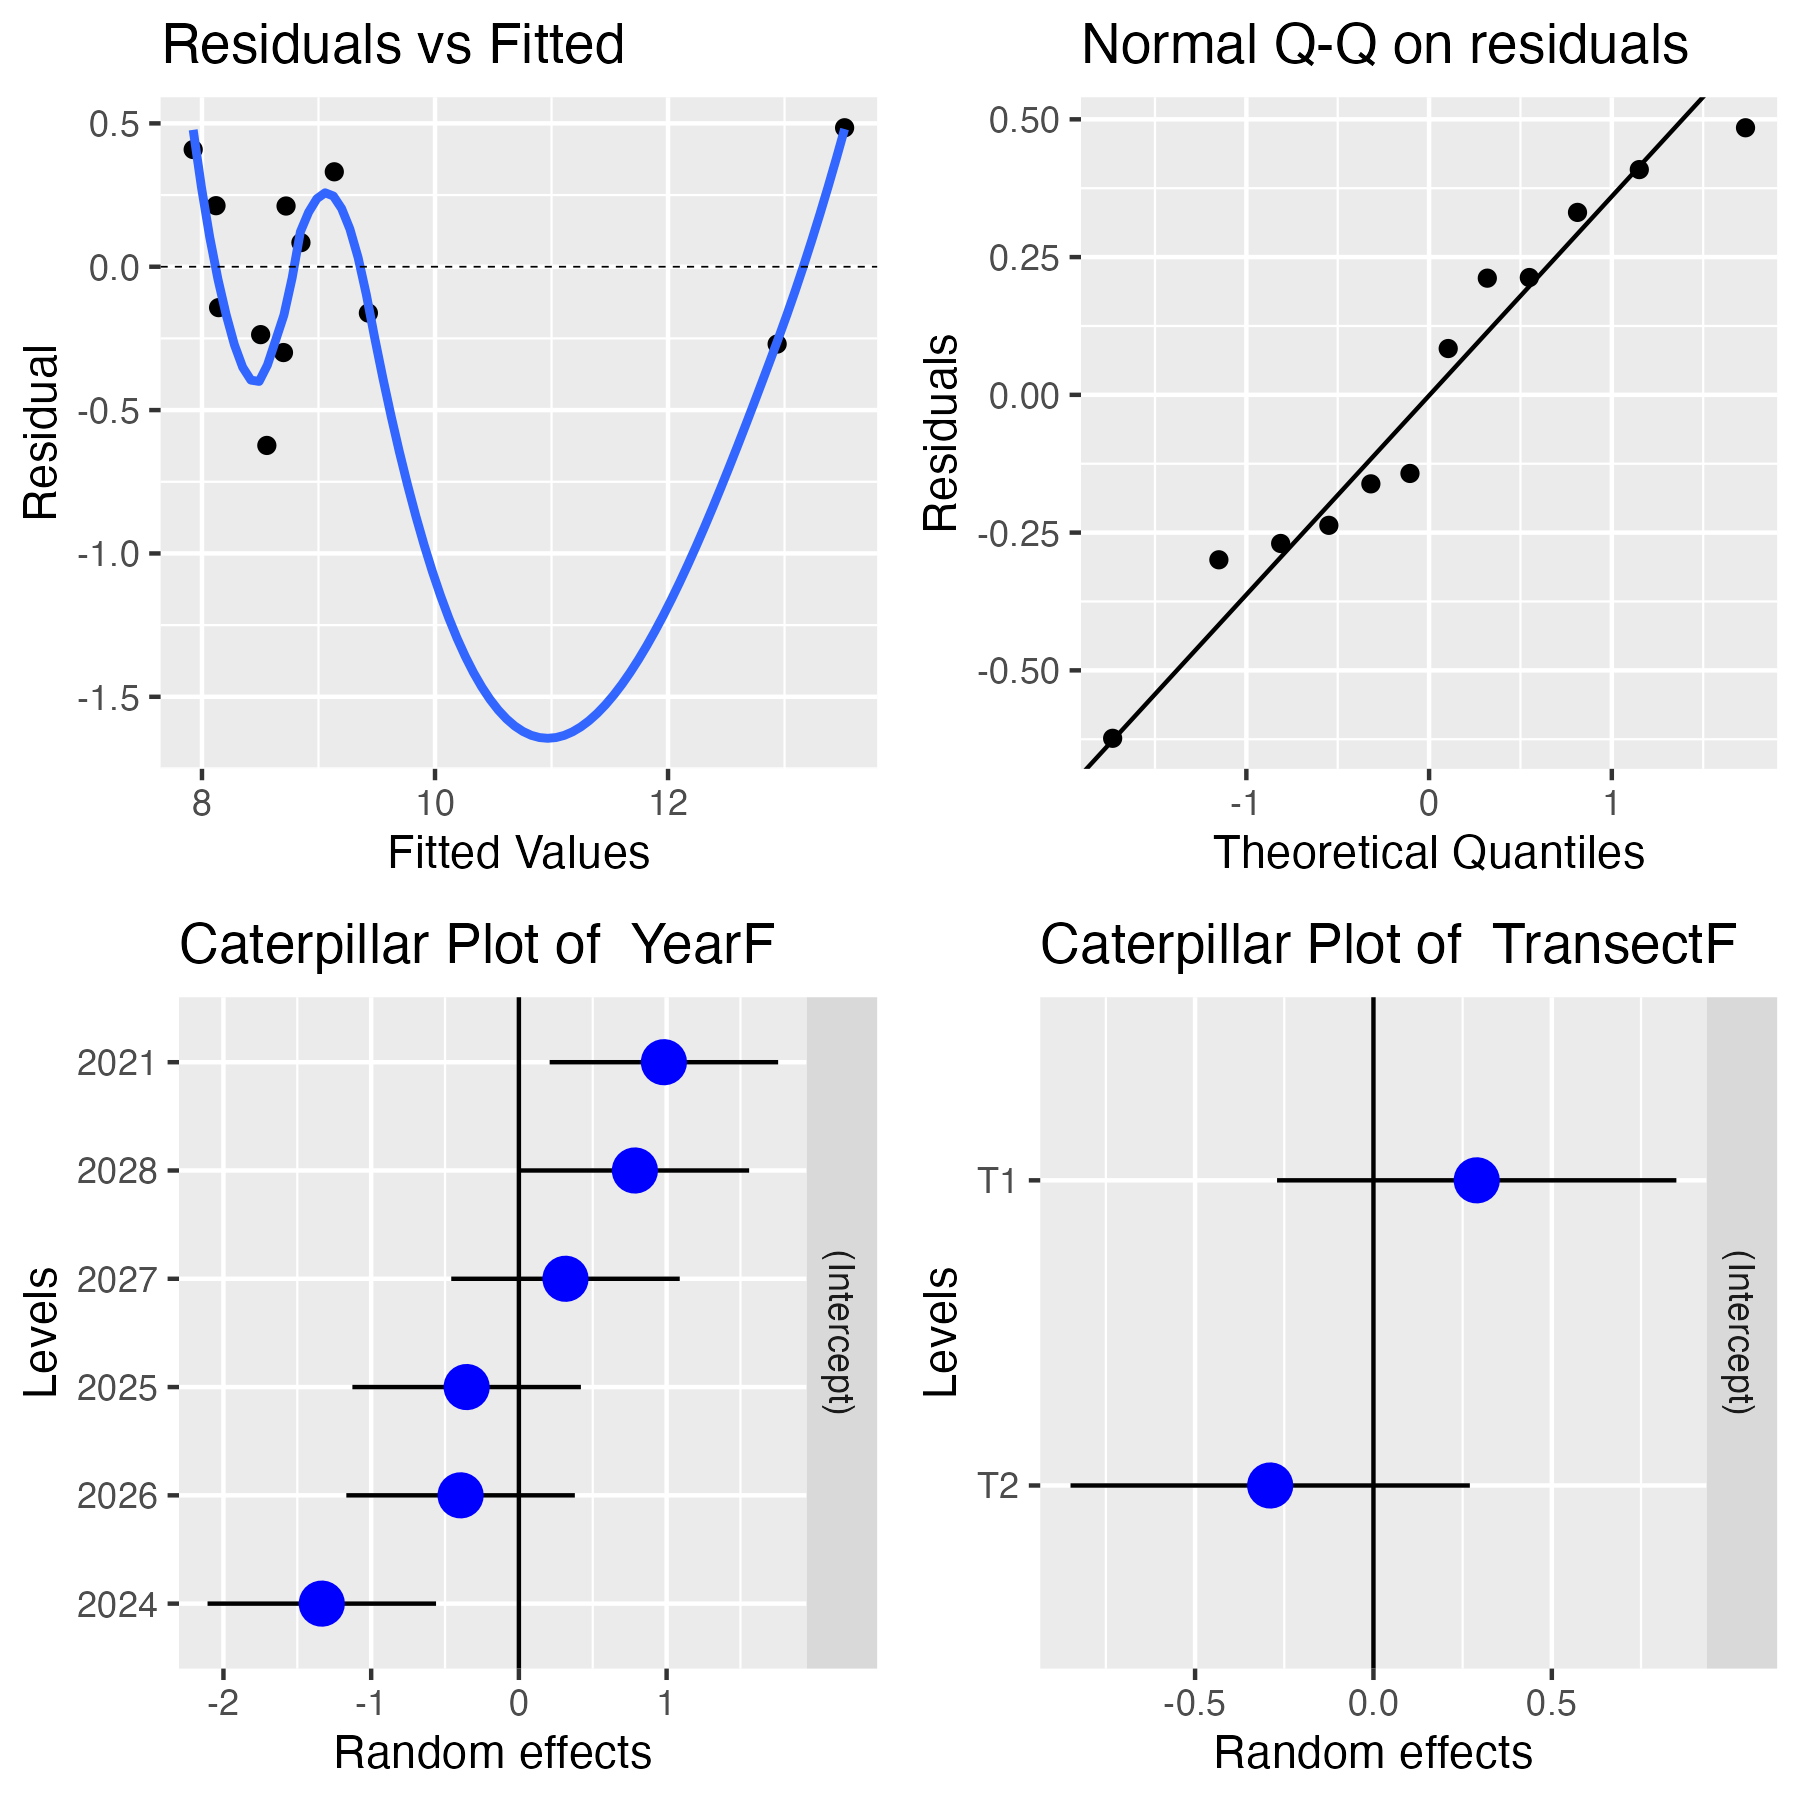 Residuals vs Fitted
0.5
0.0
-0.5
-1.0
-1.5
Residual
8 10 12
Fitted Values
Normal Q-Q on residuals
0.50
0.25
0.00
-0.25
-0.50
Residuals
-1 0 1
Theoretical Quantiles
Caterpillar Plot of  YearF
2021
2028
2027
2025
2026
2024
Levels
(Intercept)
-2 -1 0 1
Random effects
Caterpillar Plot of  TransectF
T1
T2
Levels
(Intercept)
-0.5 0.0 0.5
Random effects